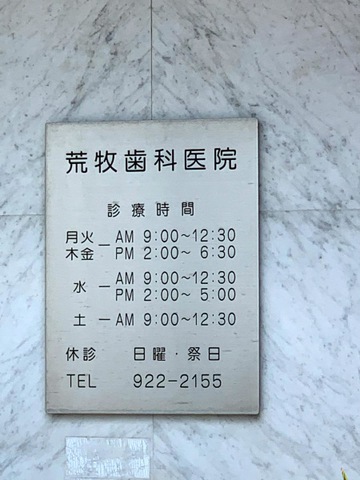 荒牧歯科医院
診療時間
月火 — AM 9:00~12:30
木金 PM 2:00~ 6:30
水 — AM 9:00~12:30
PM 2:00~ 5:00
土 — AM 9:00~12:30
休診 日曜・祭日
TEL 922-2155